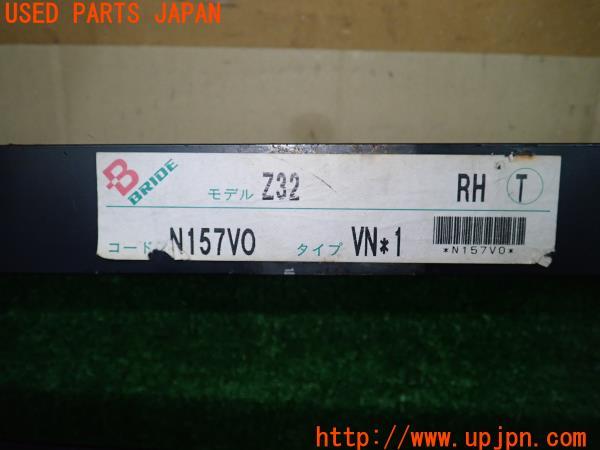 USED PARTS JAPAN
BRIDE
モデル Z32 RH T
コード N157VO タイプ VN*1
*N157VO*
http://www.upjpn.com/